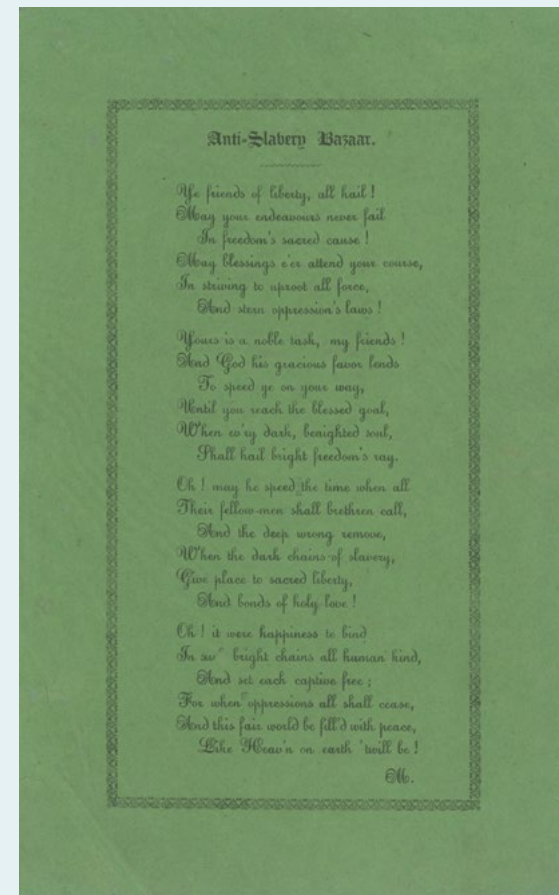 Anti-Slavery Bazaar.
Ye friends of liberty, all hail!
May your endeavours never fail
In freedom's sacred cause!
May blessings e'er attend your course,
In striving to uproot all force,
And stern oppression's laws!
Yours is a noble task, my friends!
And God his gracious favor lends
To speed ye on your way,
Until you reach the blessed goal,
When ev'ry dark, benighted soul,
Shall hail bright freedom's ray.
Oh! may he speed the time when all
Their fellow-men shall brethren call,
And the deep wrong remove,
When the dark chains of slavery,
Give place to sacred liberty,
And bonds of holy love!
Oh! it were happiness to bind
In bright chains all human kind,
And set each captive free;
For when oppressions all shall cease,
And this fair world be fill'd with peace,
Like Heav'n on earth 'twill be!
M.